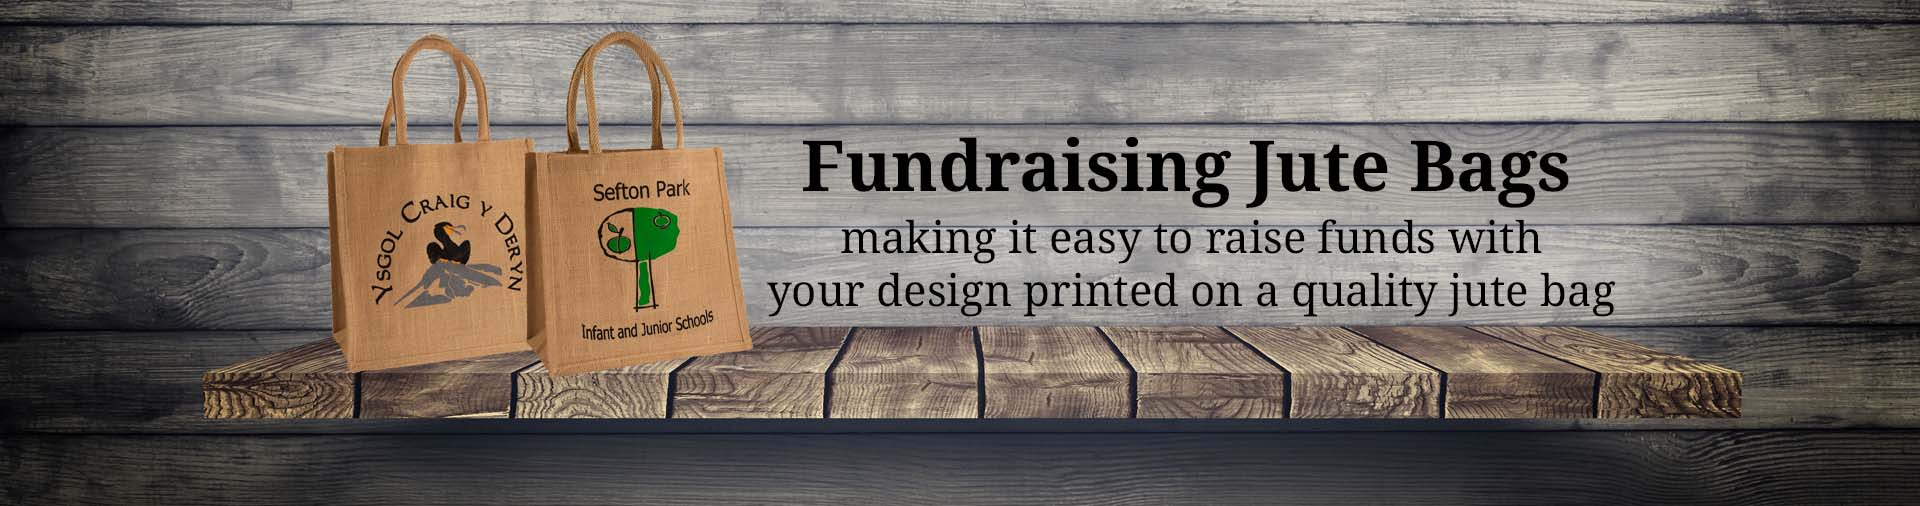 YSGOL CRAIG Y DERYN
Sefton Park
Infant and Junior Schools
Fundraising Jute Bags
making it easy to raise funds with
your design printed on a quality jute bag